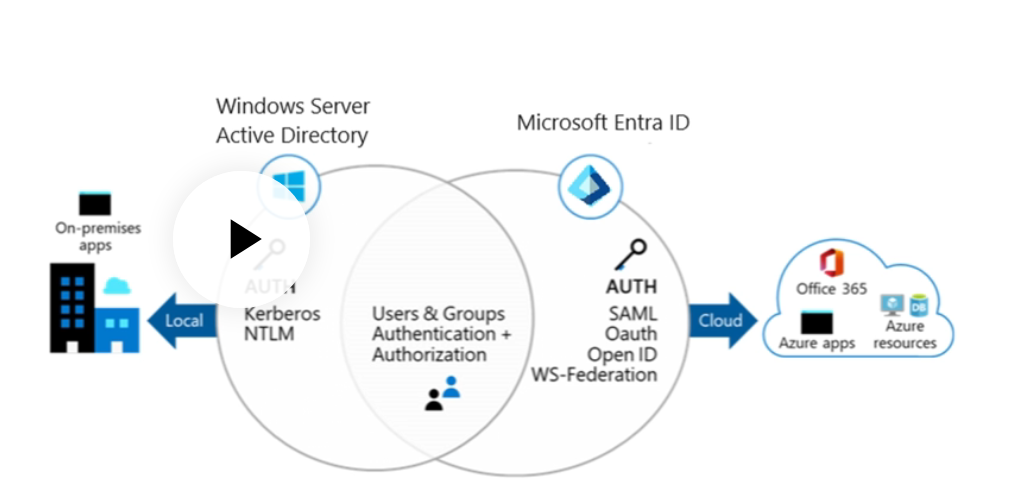 Windows Server
Active Directory
Microsoft Entra ID
On-premises
apps
Local
AUTH
Kerberos
NTLM
Users & Groups
Authentication +
Authorization
AUTH
SAML
Oauth
Open ID
WS-Federation
Cloud
Office 365
Azure apps
Azure
resources